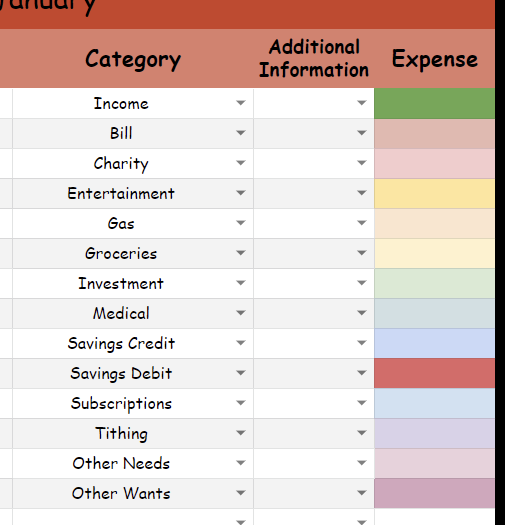 January
Category
Additional
Information
Expense
Income
Bill
Charity
Entertainment
Gas
Groceries
Investment
Medical
Savings Credit
Savings Debit
Subscriptions
Tithing
Other Needs
Other Wants